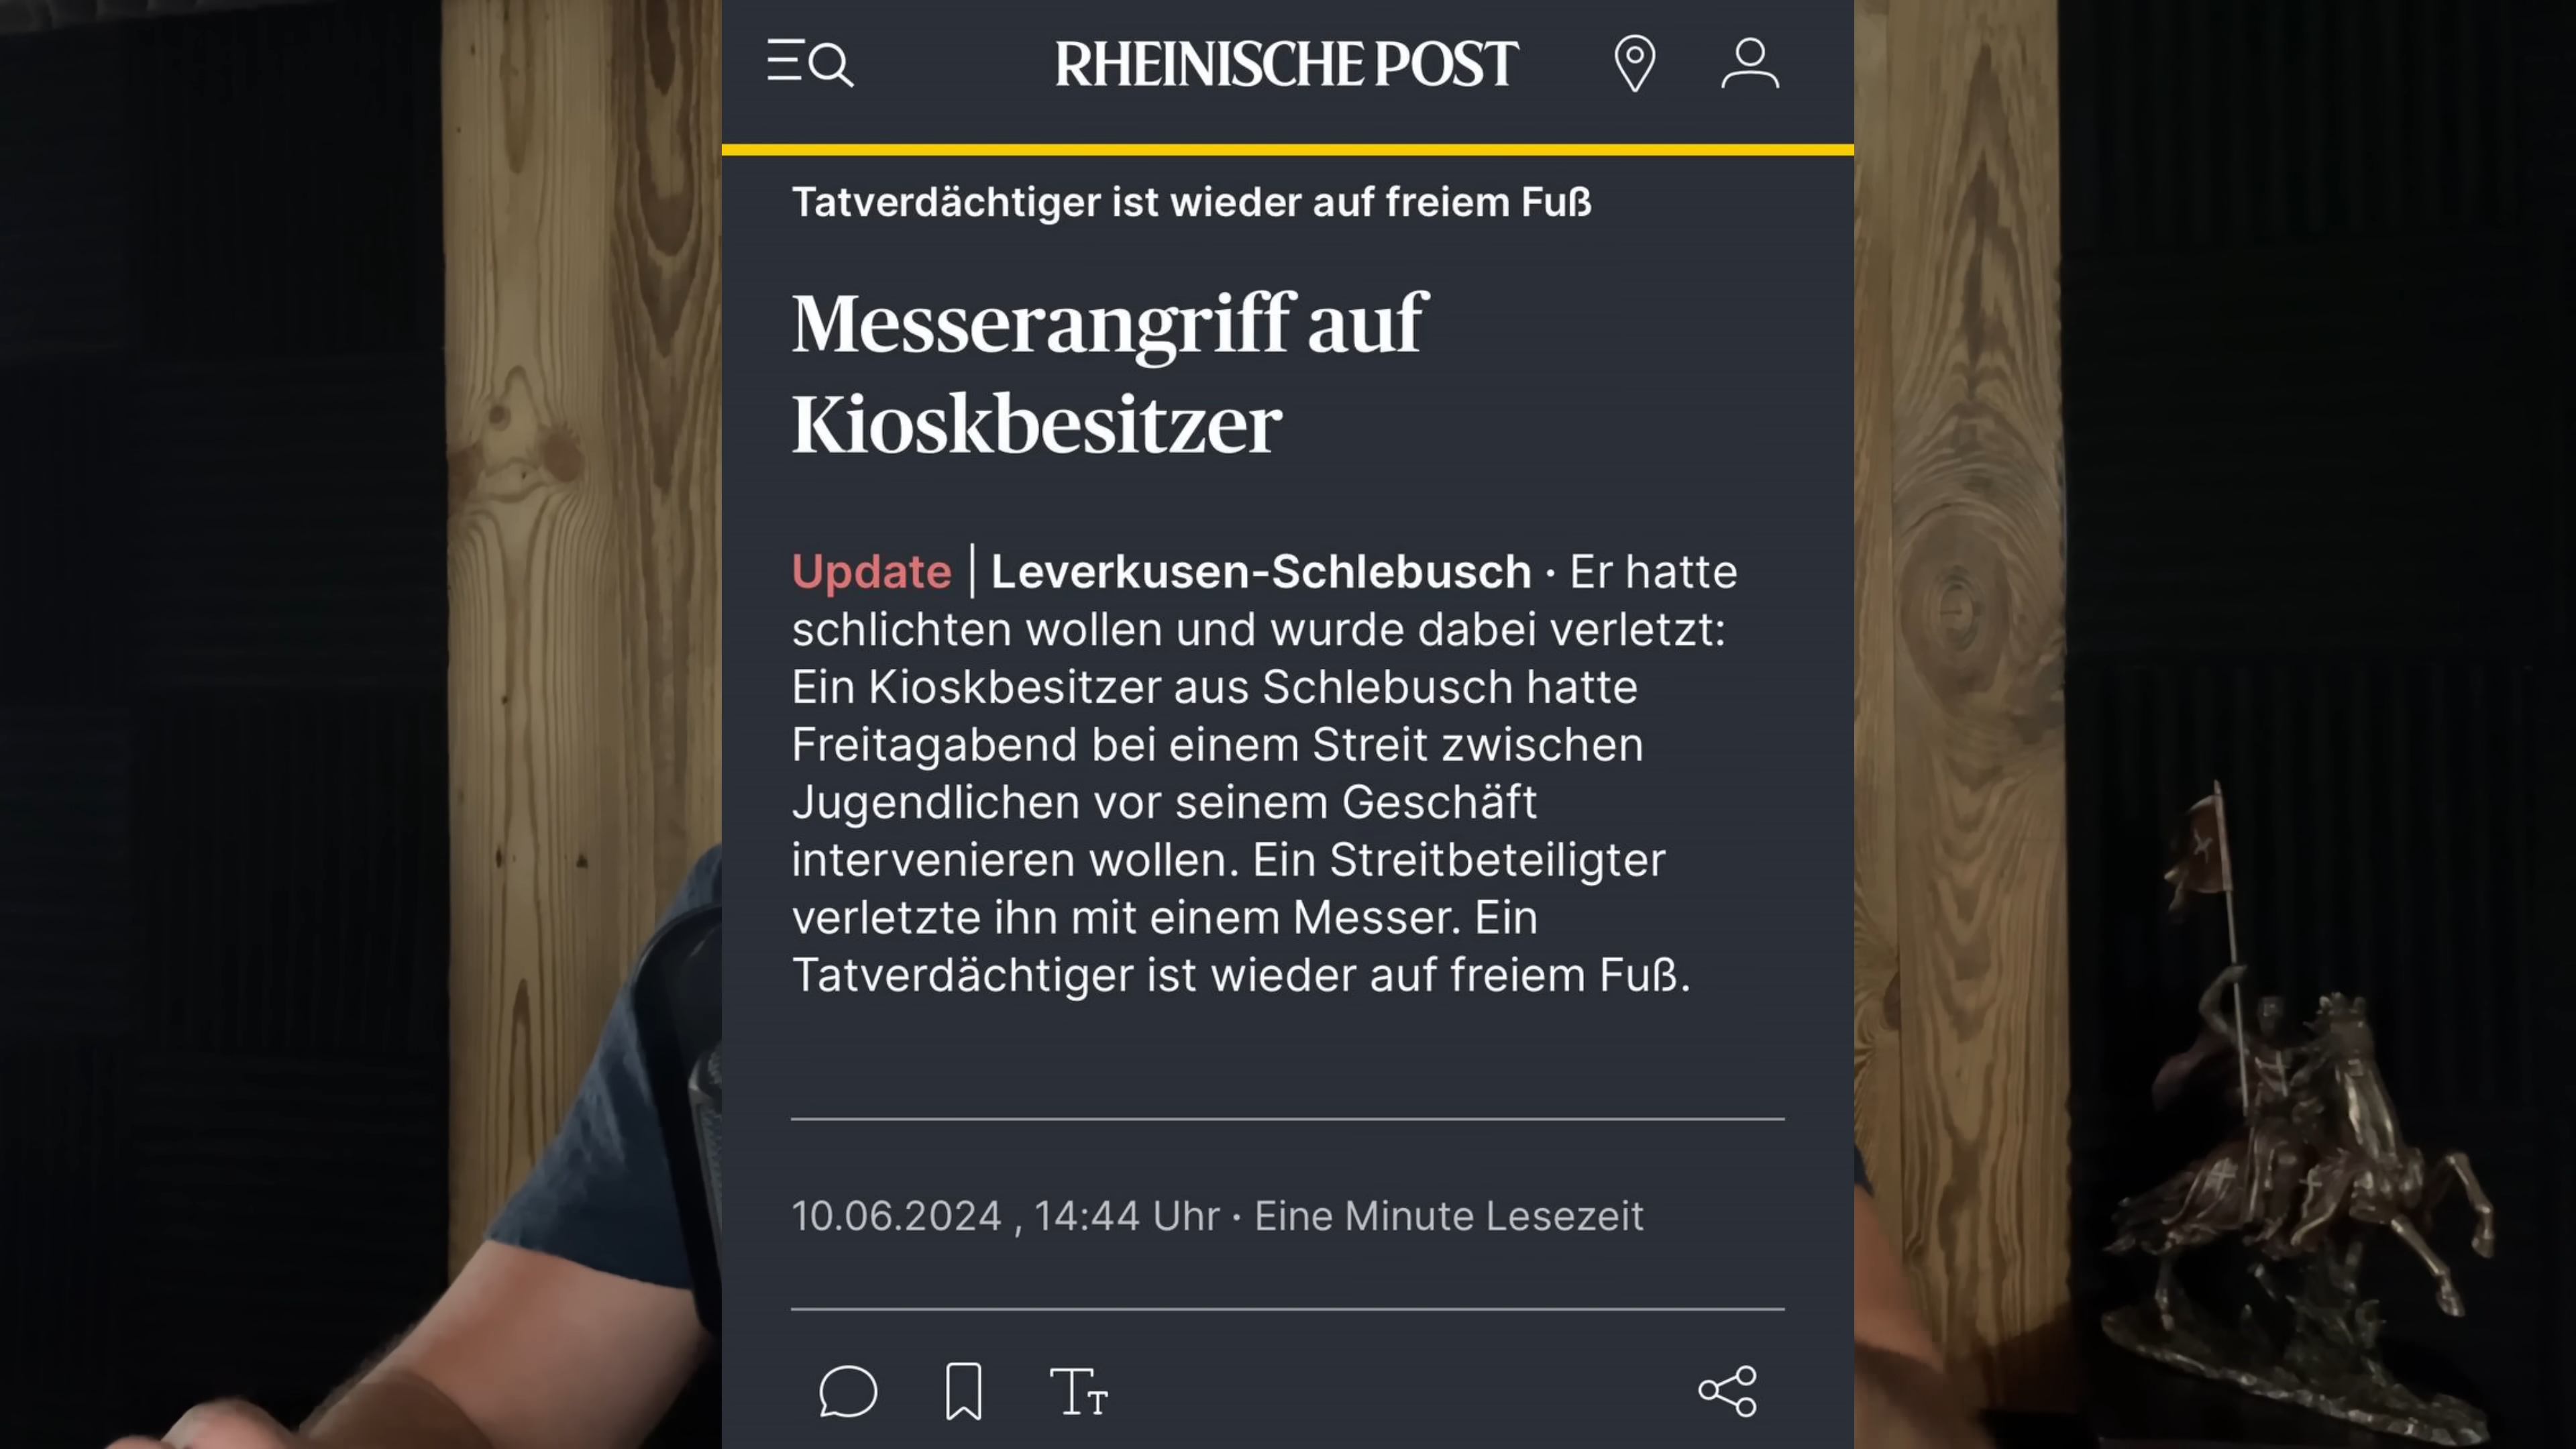 RHEINISCHE POST
Tatverdächtiger ist wieder auf freiem Fuß
Messerangriff auf
Kioskbesitzer
Update | Leverkusen-Schlebusch · Er hatte
schlichten wollen und wurde dabei verletzt:
Ein Kioskbesitzer aus Schlebusch hatte
Freitagabend bei einem Streit zwischen
Jugendlichen vor seinem Geschäft
intervenieren wollen. Ein Streitbeteiligter
verletzte ihn mit einem Messer. Ein
Tatverdächtiger ist wieder auf freiem Fuß.
10.06.2024 , 14:44 Uhr · Eine Minute Lesezeit